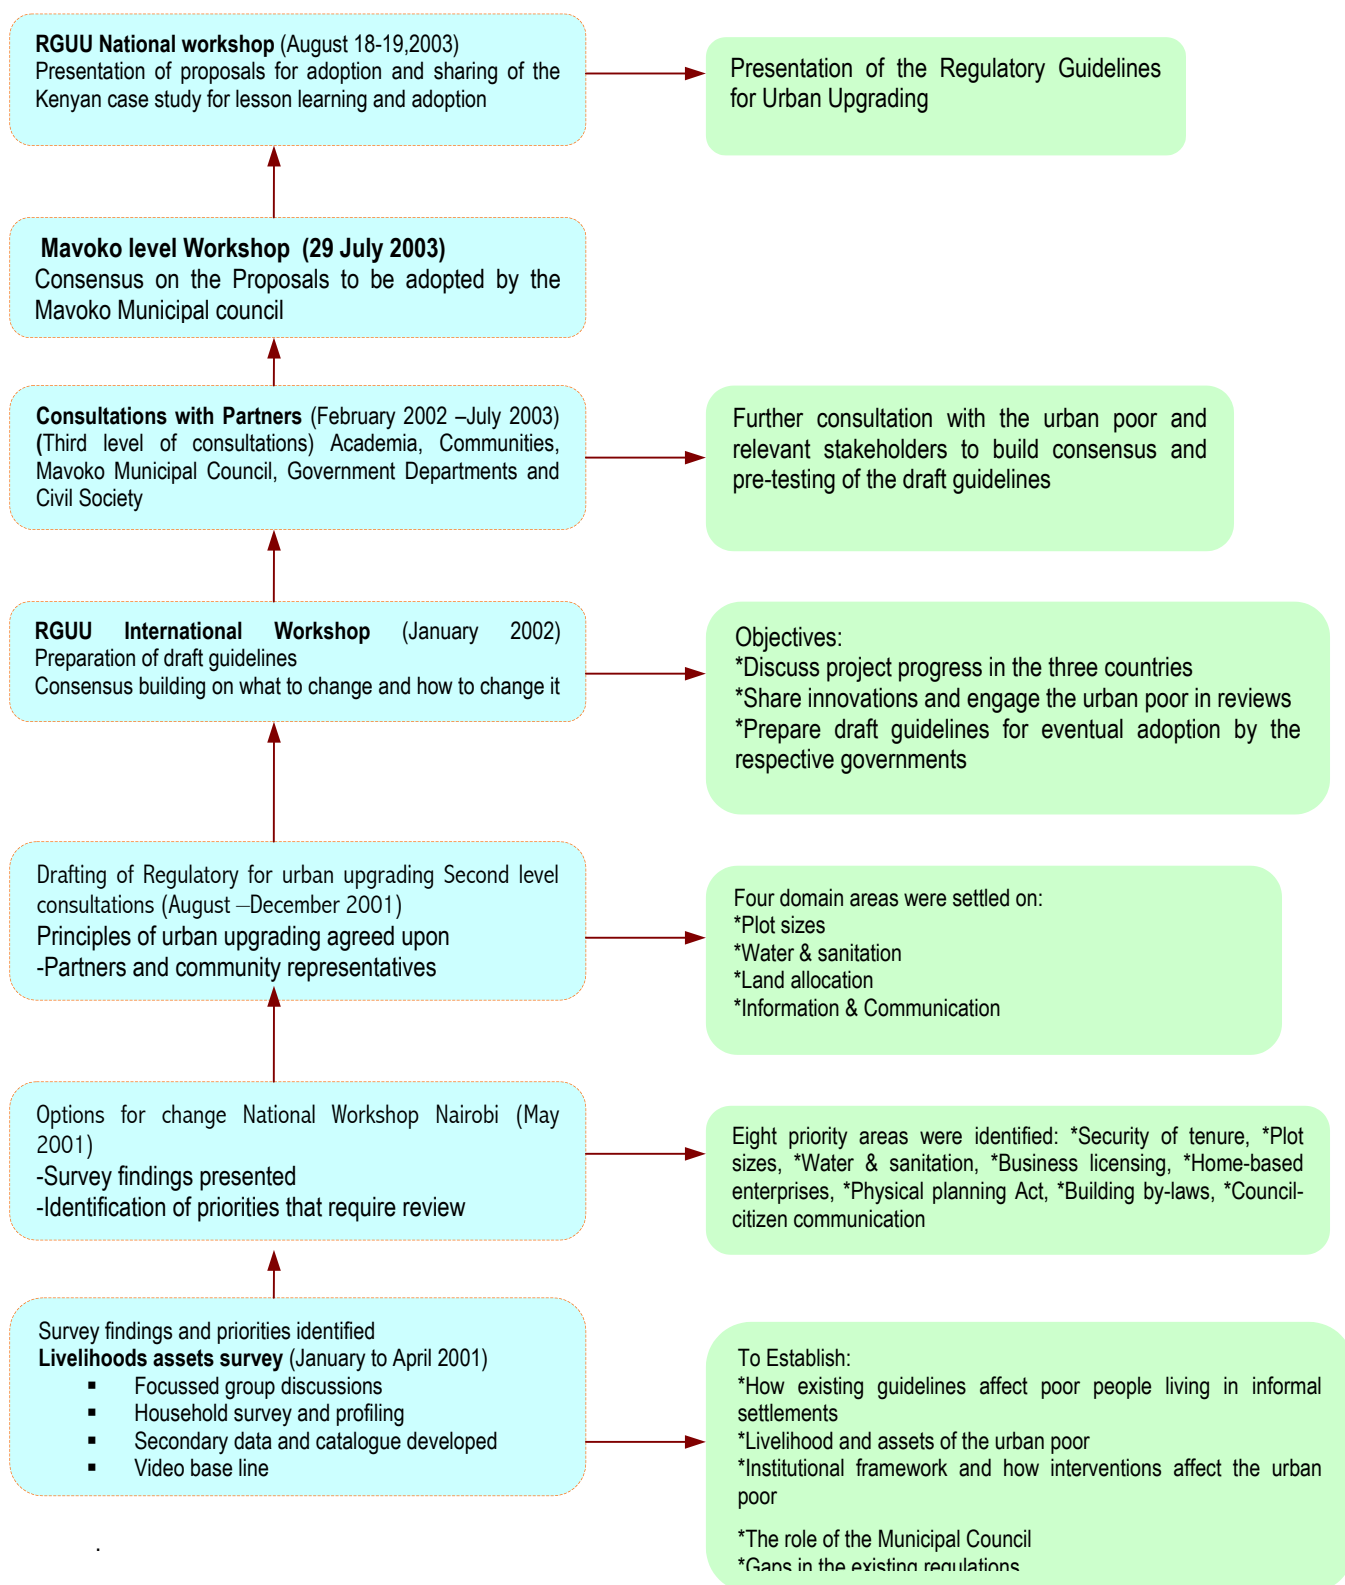 RGUU National workshop (August 18-19,2003)
Presentation of proposals for adoption and sharing of the
Kenyan case study for lesson learning and adoption
Presentation of the Regulatory Guidelines
for Urban Upgrading
Mavoko level Workshop (29 July 2003)
Consensus on the Proposals to be adopted by the
Mavoko Municipal council
Consultations with Partners (February 2002 –July 2003)
(Third level of consultations) Academia, Communities,
Mavoko Municipal Council, Government Departments and
Civil Society
Further consultation with the urban poor and
relevant stakeholders to build consensus and
pre-testing of the draft guidelines
RGUU International Workshop (January 2002)
Preparation of draft guidelines
Consensus building on what to change and how to change it
Objectives:
*Discuss project progress in the three countries
*Share innovations and engage the urban poor in reviews
*Prepare draft guidelines for eventual adoption by the
respective governments
Drafting of Regulatory for urban upgrading Second level
consultations (August –December 2001)
Principles of urban upgrading agreed upon
-Partners and community representatives
Four domain areas were settled on:
*Plot sizes
*Water & sanitation
*Land allocation
*Information & Communication
Options for change National Workshop Nairobi (May
2001)
-Survey findings presented
-Identification of priorities that require review
Eight priority areas were identified: *Security of tenure, *Plot
sizes, *Water & sanitation, *Business licensing, *Home-based
enterprises, *Physical planning Act, *Building by-laws, *Council-
citizen communication
Survey findings and priorities identified
Livelihoods assets survey (January to April 2001)
▪ Focussed group discussions
▪ Household survey and profiling
▪ Secondary data and catalogue developed
▪ Video base line
.
To Establish:
*How existing guidelines affect poor people living in informal
settlements
*Livelihood and assets of the urban poor
*Institutional framework and how interventions affect the urban
poor
*The role of the Municipal Council
*Gaps in the existing regulations